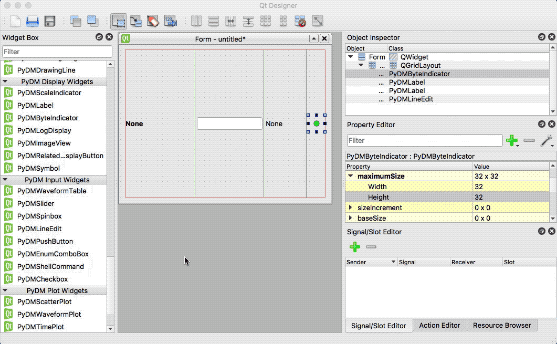 Qt Designer
Widget Box
Filter
PyDMDrawingLine
PyDM Display Widgets
PyDMScaleIndicator
PyDMLabel
PyDMByteIndicator
PyDMLogDisplay
PyDMImageView
PyDMRelated...splayButton
PyDMSymbol
PyDM Input Widgets
PyDMWaveformTable
PyDMSlider
PyDMSpinbox
PyDMLineEdit
PyDMPushButton
PyDMEnumComboBox
PyDMShellCommand
PyDMCheckbox
PyDM Plot Widgets
PyDMScatterPlot
PyDMWaveformPlot
PyDMTimePlot
Form - untitled*
None None
Object Inspector
Object Class
Form QWidget
... QGridLayout
... PyDMByteIndicator
... PyDMLabel
... PyDMLabel
... PyDMLineEdit
Property Editor
Filter
PyDMByteIndicator : PyDMByteIndicator
Property Value
maximumSize 32 x 32
Width 32
Height 32
sizeIncrement 0 x 0
baseSize 0 x 0
Signal/Slot Editor
Sender Signal Receiver Slot
Signal/Slot Editor Action Editor Resource Browser